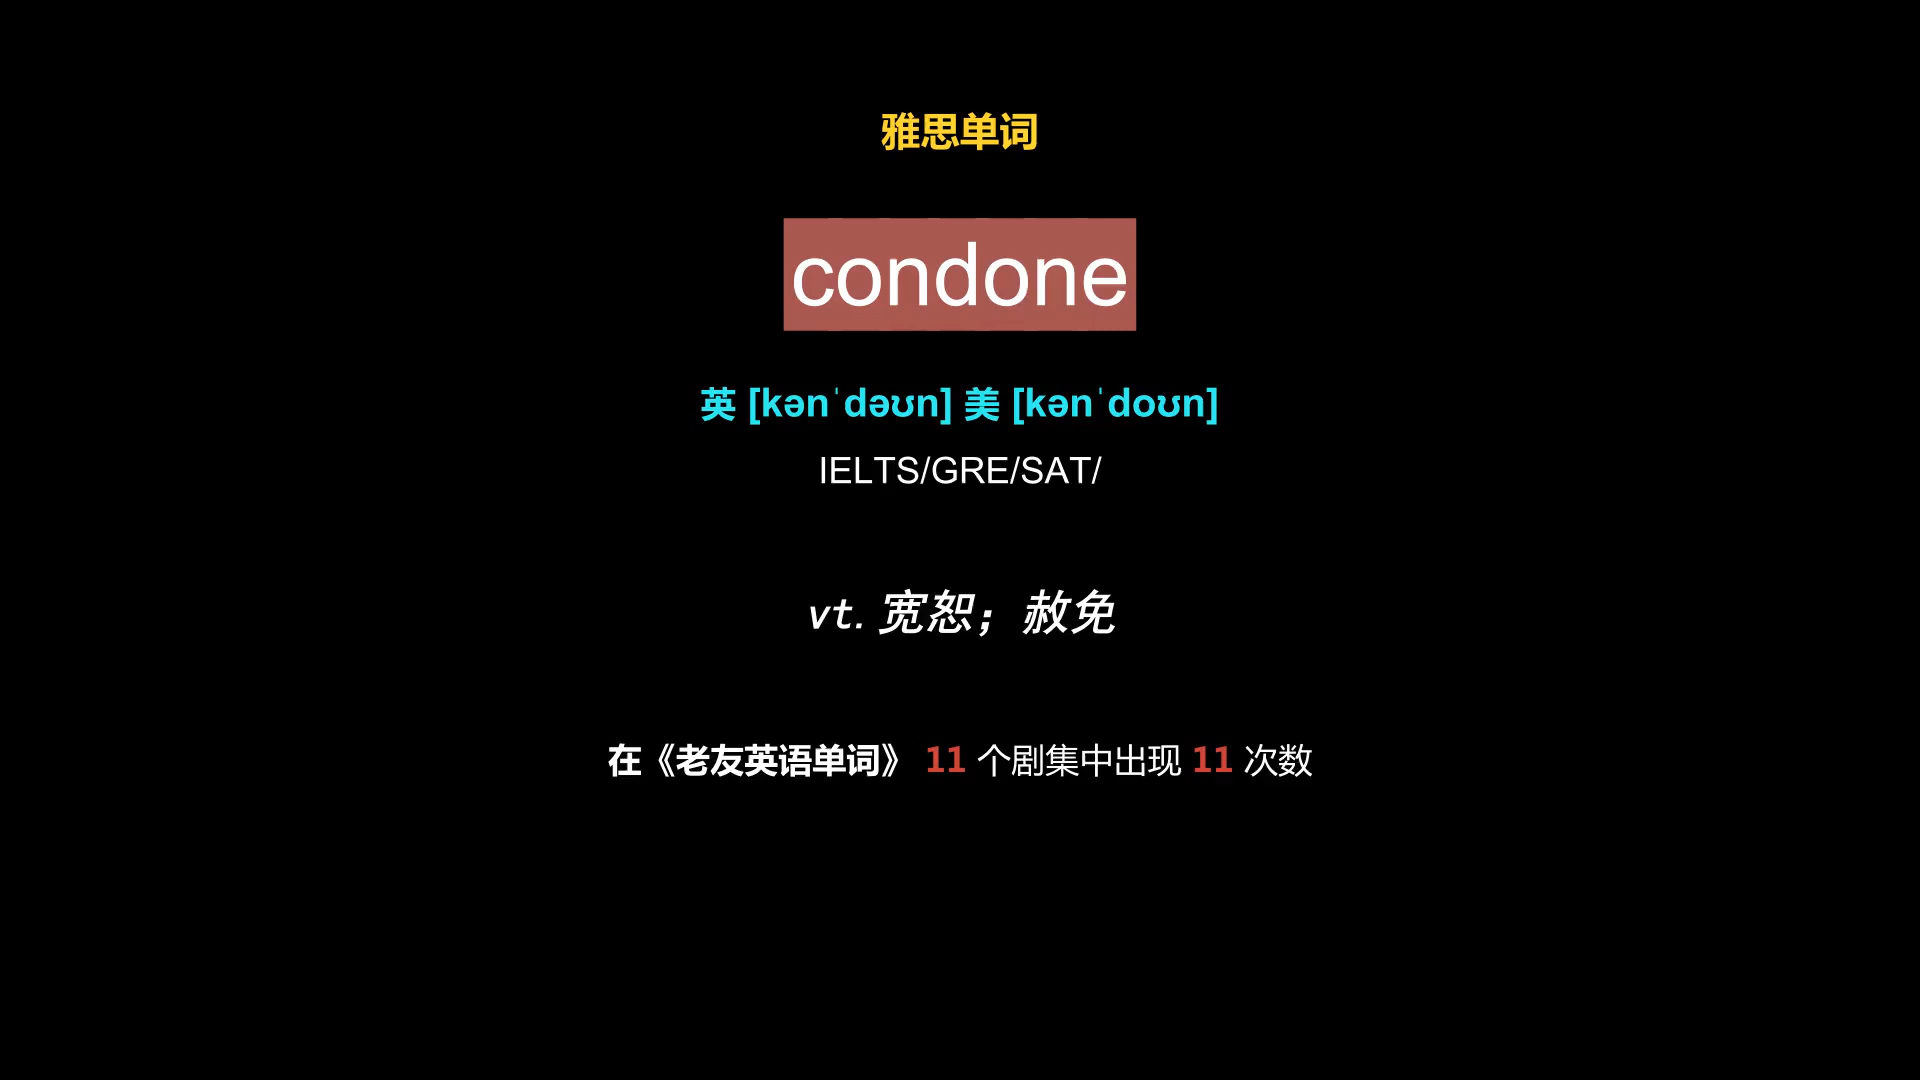 雅思单词
condone
英 [kənˈdəʊn] 美 [kənˈdoʊn]
IELTS/GRE/SAT/
vt. 宽恕；赦免
在《老友英语单词》 11 个剧集中出现 11 次数